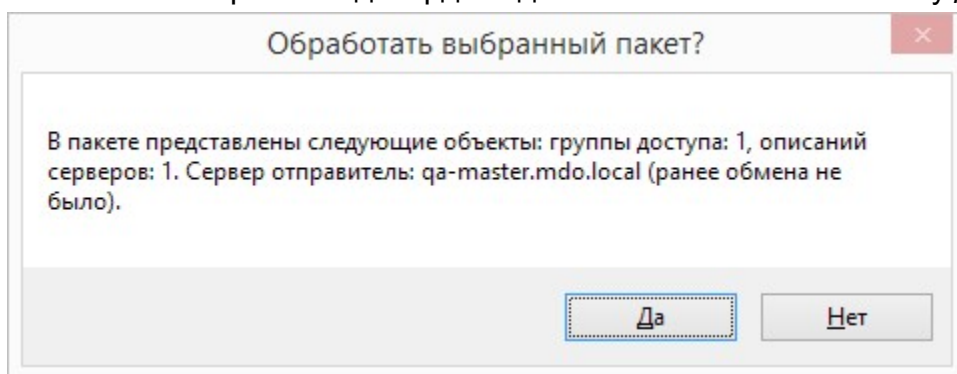 Обработать выбранный пакет?
В пакете представлены следующие объекты: группы доступа: 1, описаний
серверов: 1. Сервер отправитель: qa-master.mdo.local (ранее обмена не
было).
Да
Нет